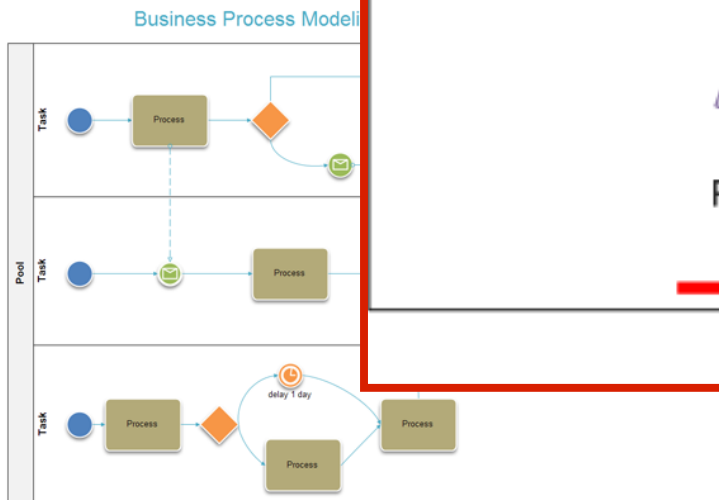 Business Process Modeli
Task
Process
Pool
Task
Process
delay 1 day
Task
Process
Process
Process